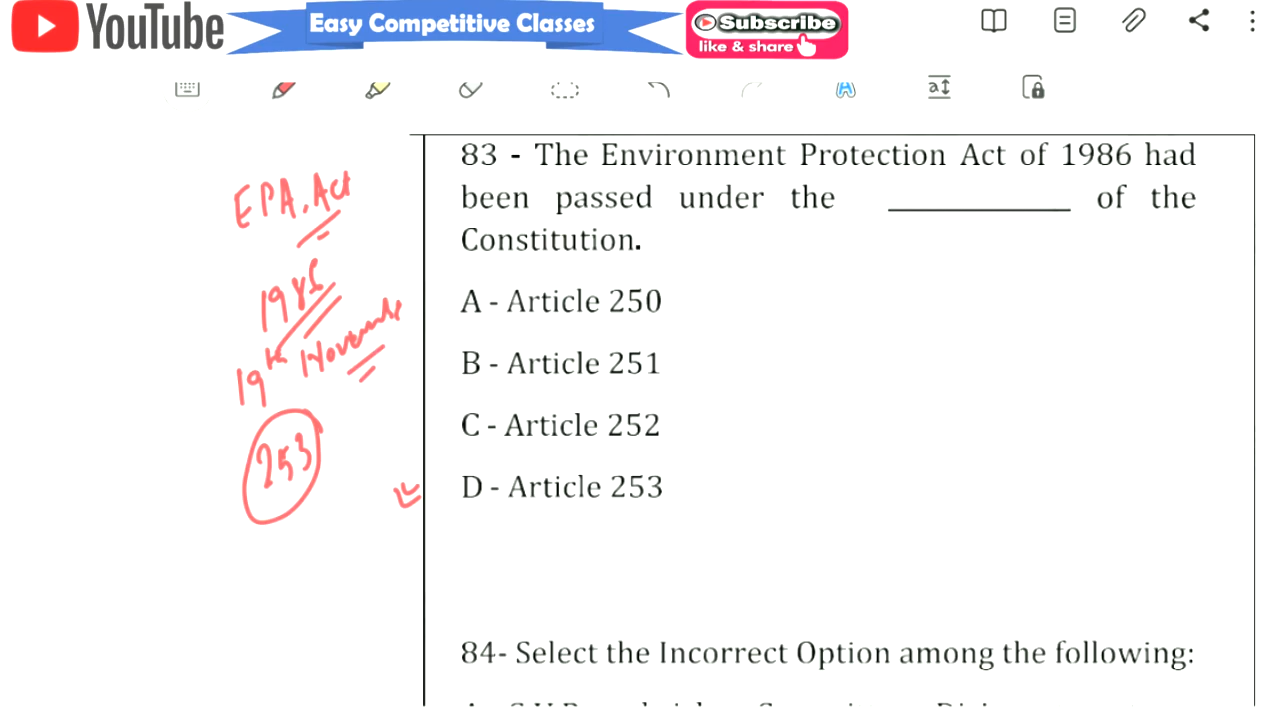 YouTube
Easy Competitive Classes
Subscribe
like & share
83 - The Environment Protection Act of 1986 had
been passed under the ____________ of the
Constitution.
A - Article 250
B - Article 251
C - Article 252
D - Article 253
84- Select the Incorrect Option among the following:
EPA. Act
1986
19th November
253